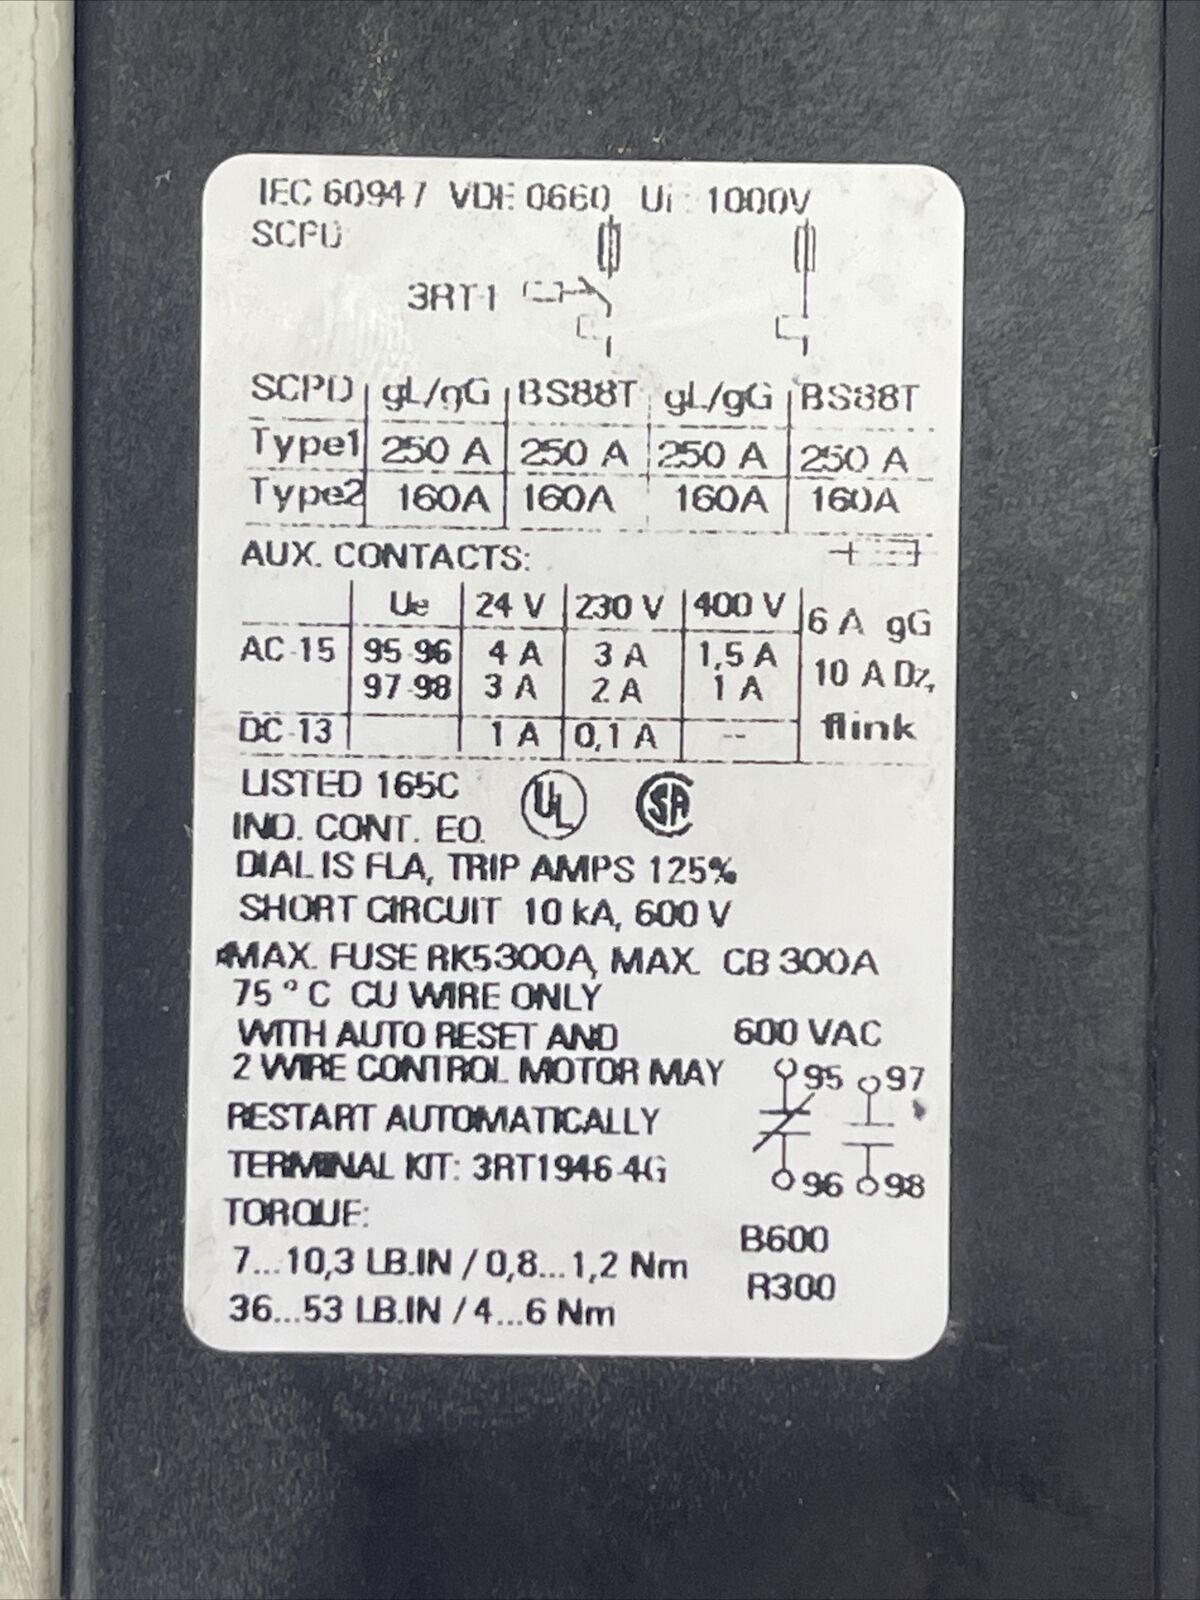 IEC 60947 VDE 0660 Ui : 1000V
SCPD
3RT1
SCPD gL/gG BS88T gL/gG BS88T
Type1 250 A 250 A 250 A 250 A
Type2 160A 160A 160A 160A
AUX. CONTACTS:
Ue 24 V 230 V 400 V 6 A gG
AC-15 95-96 4 A 3 A 1,5 A 10 A Dz,
97-98 3 A 2 A 1 A
DC-13 1 A 0,1 A -- flink
LISTED 165C UL SA
IND. CONT. EQ.
DIAL IS FLA, TRIP AMPS 125%
SHORT CIRCUIT 10 kA, 600 V
MAX. FUSE RK5 300A, MAX. CB 300A
75 °C CU WIRE ONLY
WITH AUTO RESET AND 600 VAC
2 WIRE CONTROL MOTOR MAY 95 97
RESTART AUTOMATICALLY
TERMINAL KIT: 3RT1946-4G 96 98
TORQUE:
7...10,3 LB.IN / 0,8...1,2 Nm B600
36...53 LB.IN / 4...6 Nm R300